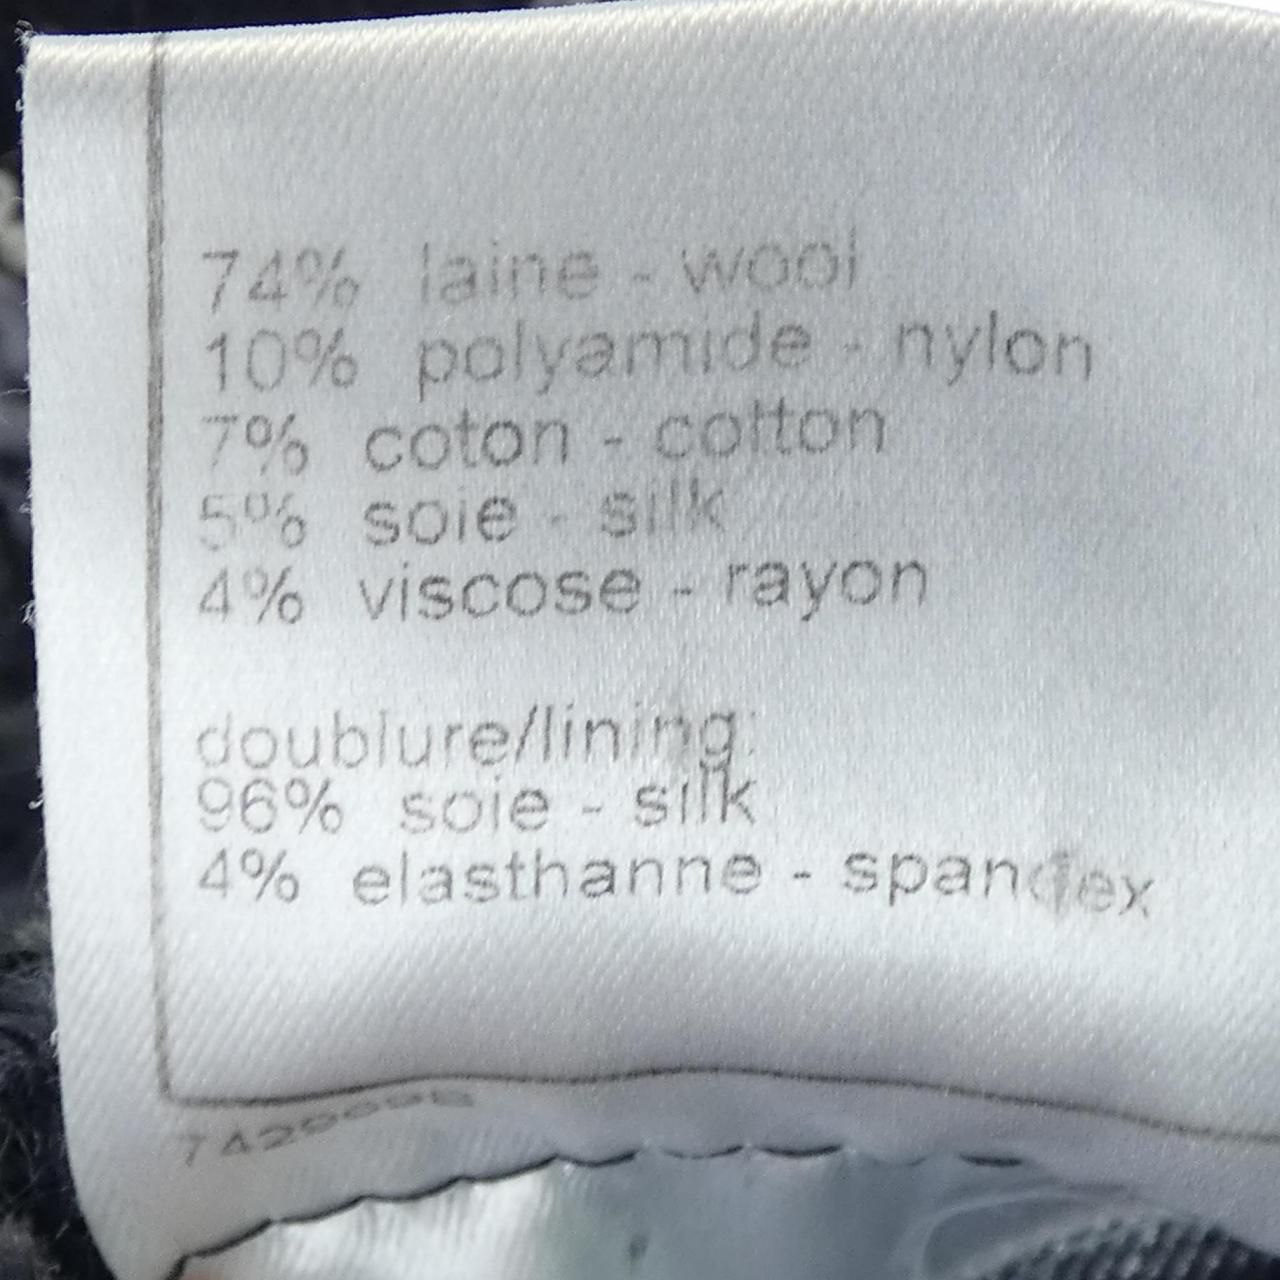 74% laine - wool
10% polyamide - nylon
7% coton - cotton
5% soie - silk
4% viscose - rayon
doublure/lining:
96% soie - silk
4% elasthanne - spandex